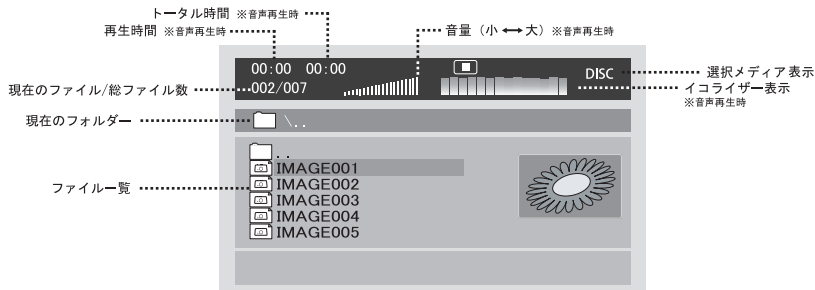 トータル時間 ※音声再生時
再生時間 ※音声再生時
音量（小 ⟷ 大）※音声再生時
00:00 00:00
DISC
選択メディア表示
現在のファイル/総ファイル数
002/007
イコライザー表示
※音声再生時
現在のフォルダー
\..
..
IMAGE001
ファイル一覧
IMAGE002
IMAGE003
IMAGE004
IMAGE005